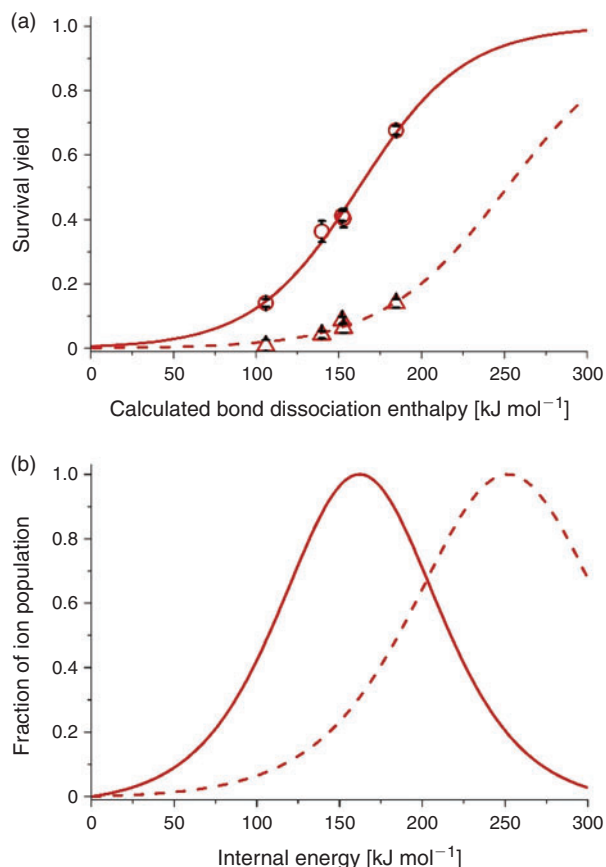 (a)
1.0
0.8
0.6
0.4
0.2
0
Survival yield
0 50 100 150 200 250 300
Calculated bond dissociation enthalpy [kJ mol⁻¹]
(b)
1.0
0.8
0.6
0.4
0.2
0
Fraction of ion population
0 50 100 150 200 250 300
Internal energy [kJ mol⁻¹]